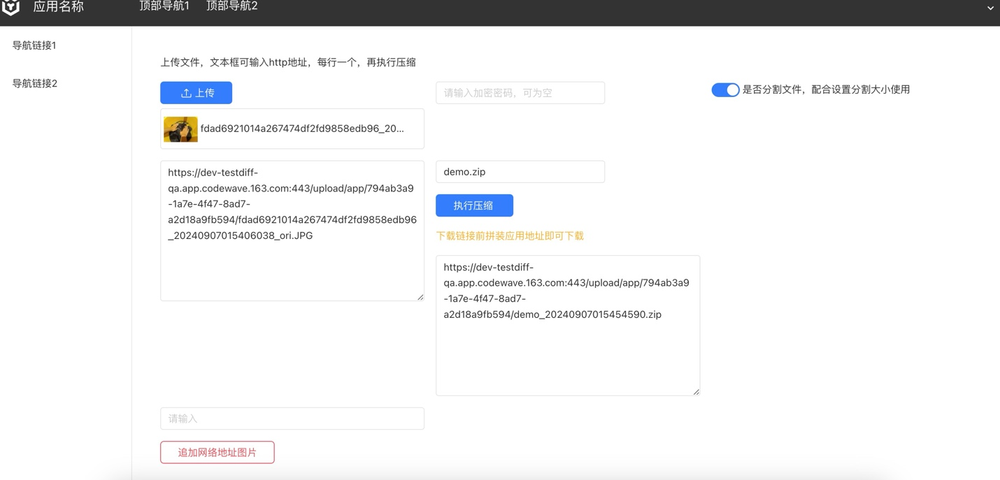 应用名称
顶部导航1
顶部导航2
导航链接1
导航链接2
上传文件，文本框可输入http地址，每行一个，再执行压缩
上传
请输入加密密码，可为空
是否分割文件，配合设置分割大小使用
fdad6921014a267474df2fd9858edb96_20...
https://dev-testdiff-
qa.app.codewave.163.com:443/upload/app/794ab3a9
-1a7e-4f47-8ad7-
a2d18a9fb594/fdad6921014a267474df2fd9858edb96
_20240907015406038_ori.JPG
demo.zip
执行压缩
下载链接前拼装应用地址即可下载
https://dev-testdiff-
qa.app.codewave.163.com:443/upload/app/794ab3a9
-1a7e-4f47-8ad7-
a2d18a9fb594/demo_20240907015454590.zip
请输入
追加网络地址图片